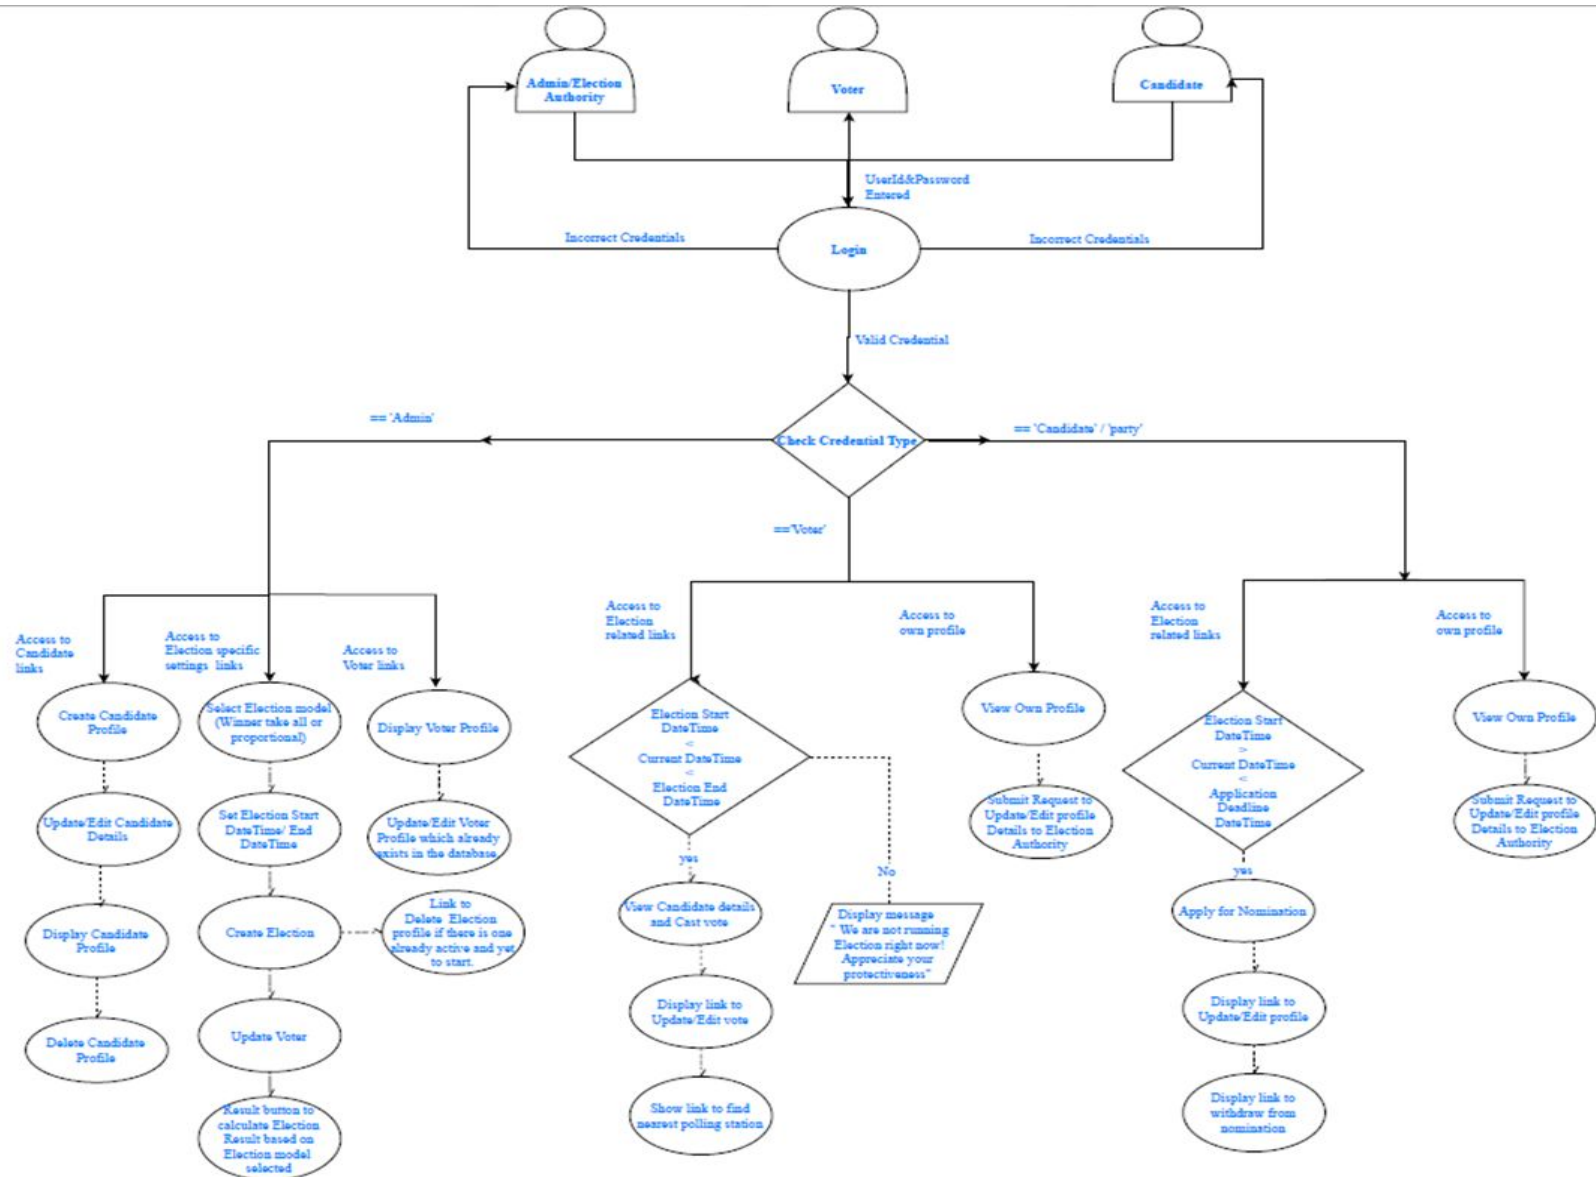 Admin/Election
Authority
Voter
Candidate
UserId&Password
Entered
Incorrect Credentials
Login
Incorrect Credentials
Valid Credential
== 'Admin'
Check Credential Type
== 'Candidate' / 'party'
=='Voter'
Access to
Candidate
links
Access to
Election specific
settings links
Access to
Voter links
Access to
Election
related links
Access to
own profile
Access to
Election
related links
Access to
own profile
Create Candidate
Profile
Select Election model
(Winner take all or
proportional)
Display Voter Profile
Election Start
DateTime
<
Current DateTime
<
Election End
DateTime
View Own Profile
Election Start
DateTime
>
Current DateTime
<
Application
Deadline
DateTime
View Own Profile
Update/Edit Candidate
Details
Set Election Start
DateTime/ End
DateTime
Update/Edit Voter
Profile which already
exists in the database.
Submit Request to
Update/Edit profile
Details to Election
Authority
Submit Request to
Update/Edit profile
Details to Election
Authority
yes
No
yes
Display Candidate
Profile
Create Election
Link to
Delete Election
profile if there is one
already active and yet
to start.
View Candidate details
and Cast vote
Display message
" We are not running
Election right now!
Appreciate your
protectiveness"
Apply for Nomination
Delete Candidate
Profile
Update Voter
Display link to
Update/Edit vote
Display link to
Update/Edit profile
Result button to
calculate Election
Result based on
Election model
selected
Show link to find
nearest polling station
Display link to
withdraw from
nomination